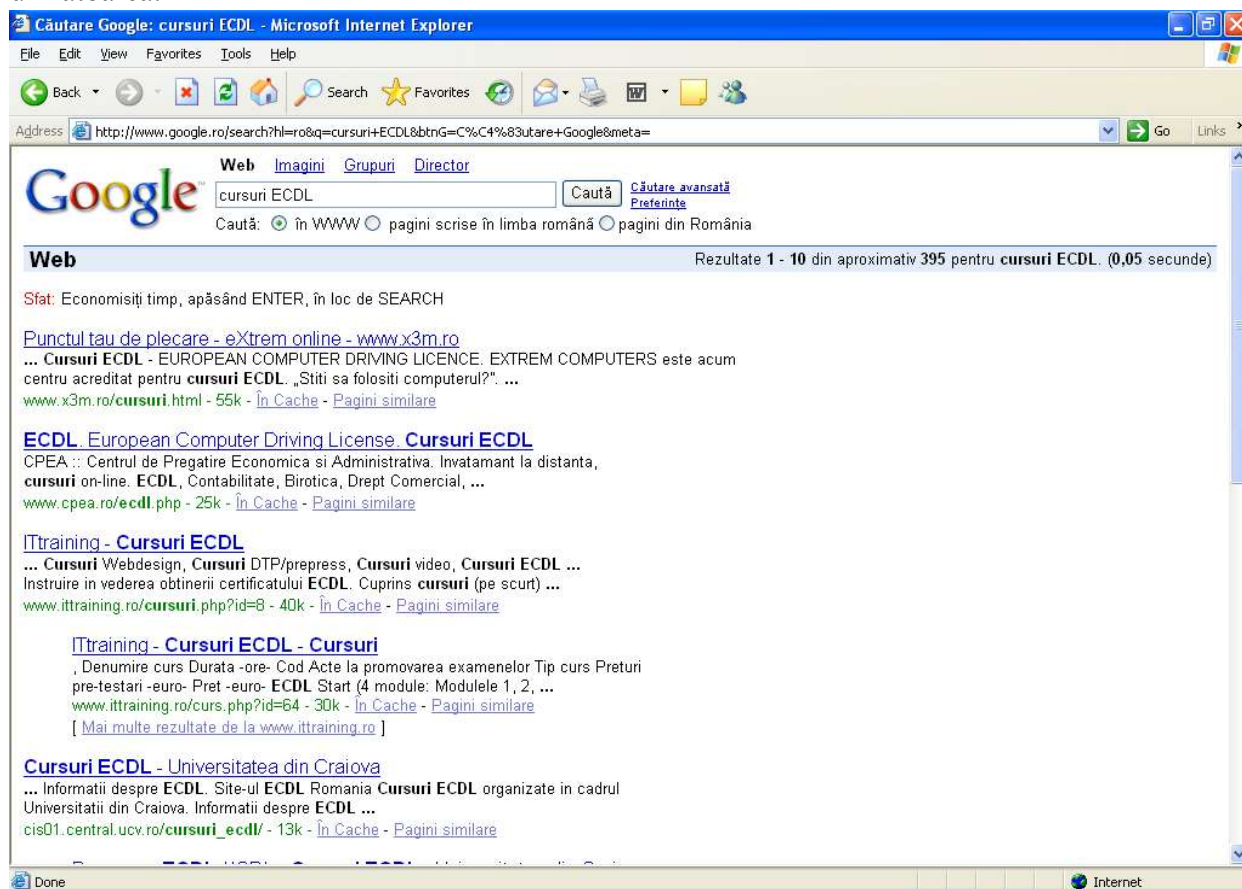 Căutare Google: cursuri ECDL - Microsoft Internet Explorer
File Edit View Favorites Tools Help
Back Search Favorites
Address http://www.google.ro/search?hl=ro&q=cursuri+ECDL&btnG=C%C4%83utare+Google&meta= Go Links
Web Imagini Grupuri Director
Google™ cursuri ECDL Caută Căutare avansată
Preferințe
Caută: în WWW pagini scrise în limba română pagini din România
Web Rezultate 1 - 10 din aproximativ 395 pentru cursuri ECDL. (0,05 secunde)
Sfat: Economisiți timp, apăsând ENTER, în loc de SEARCH
Punctul tau de plecare - eXtrem online - www.x3m.ro
... Cursuri ECDL - EUROPEAN COMPUTER DRIVING LICENCE. EXTREM COMPUTERS este acum
centru acreditat pentru cursuri ECDL. „Stiti sa folositi computerul?”. ...
www.x3m.ro/cursuri.html - 55k - În Cache - Pagini similare
ECDL. European Computer Driving License. Cursuri ECDL
CPEA :: Centrul de Pregatire Economica si Administrativa. Invatamant la distanta,
cursuri on-line. ECDL, Contabilitate, Birotica, Drept Comercial, ...
www.cpea.ro/ecdl.php - 25k - În Cache - Pagini similare
ITtraining - Cursuri ECDL
... Cursuri Webdesign, Cursuri DTP/prepress, Cursuri video, Cursuri ECDL ...
Instruire in vederea obtinerii certificatului ECDL. Cuprins cursuri (pe scurt) ...
www.ittraining.ro/cursuri.php?id=8 - 40k - În Cache - Pagini similare
ITtraining - Cursuri ECDL - Cursuri
, Denumire curs Durata -ore- Cod Acte la promovarea examenelor Tip curs Preturi
pre-testari -euro- Pret -euro- ECDL Start (4 module: Modulele 1, 2, ...
www.ittraining.ro/curs.php?id=64 - 30k - În Cache - Pagini similare
[ Mai multe rezultate de la www.ittraining.ro ]
Cursuri ECDL - Universitatea din Craiova
... Informatii despre ECDL. Site-ul ECDL Romania Cursuri ECDL organizate in cadrul
Universitatii din Craiova. Informatii despre ECDL ...
cis01.central.ucv.ro/cursuri_ecdl/ - 13k - În Cache - Pagini similare
Done Internet